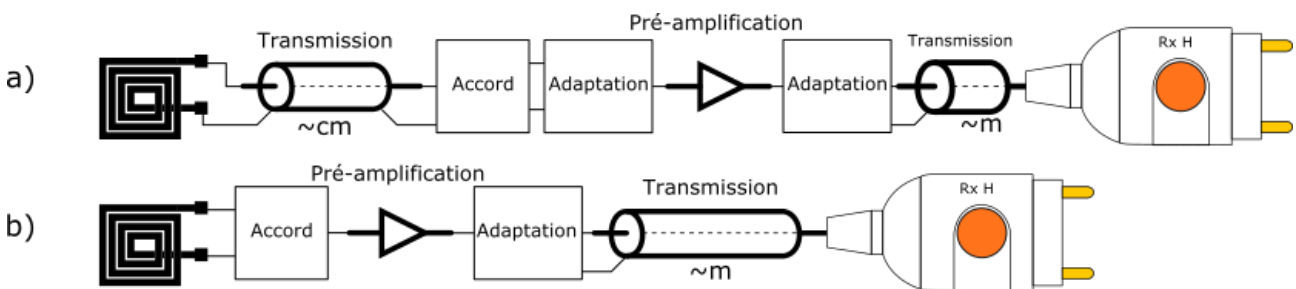 Pré-amplification
Transmission
Transmission
Rx H
a)
Accord
Adaptation
Adaptation
~cm
~m
Pré-amplification
Transmission
Rx H
b)
Accord
Adaptation
~m